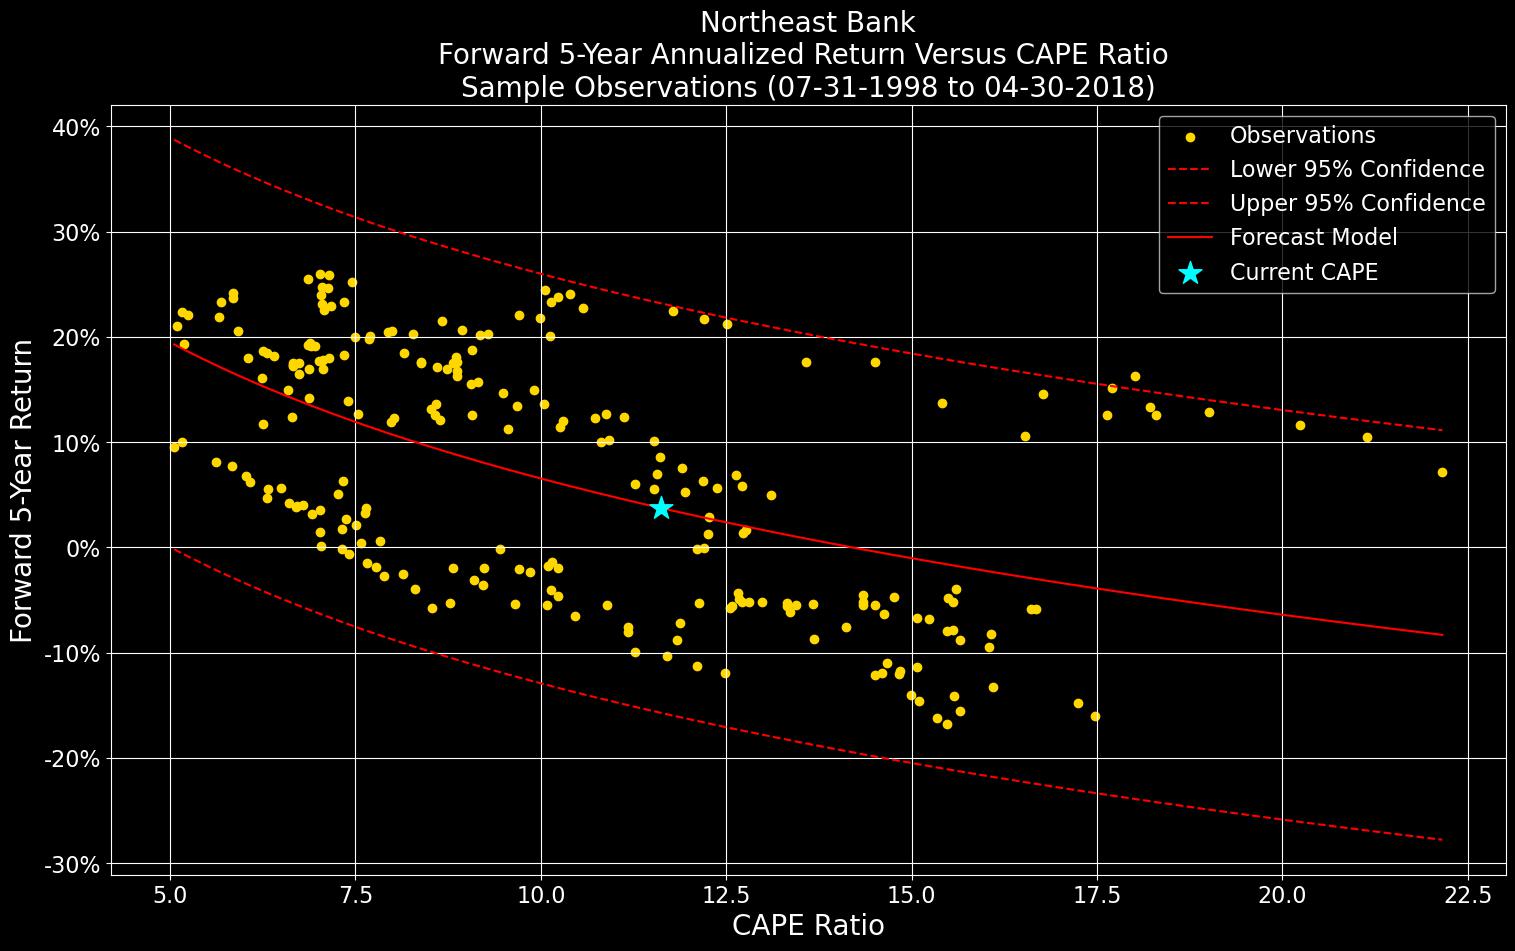 Northeast Bank
Forward 5-Year Annualized Return Versus CAPE Ratio
Sample Observations (07-31-1998 to 04-30-2018)
Observations
Lower 95% Confidence
Upper 95% Confidence
Forecast Model
Current CAPE
Forward 5-Year Return
40%
30%
20%
10%
0%
-10%
-20%
-30%
5.0 7.5 10.0 12.5 15.0 17.5 20.0 22.5
CAPE Ratio